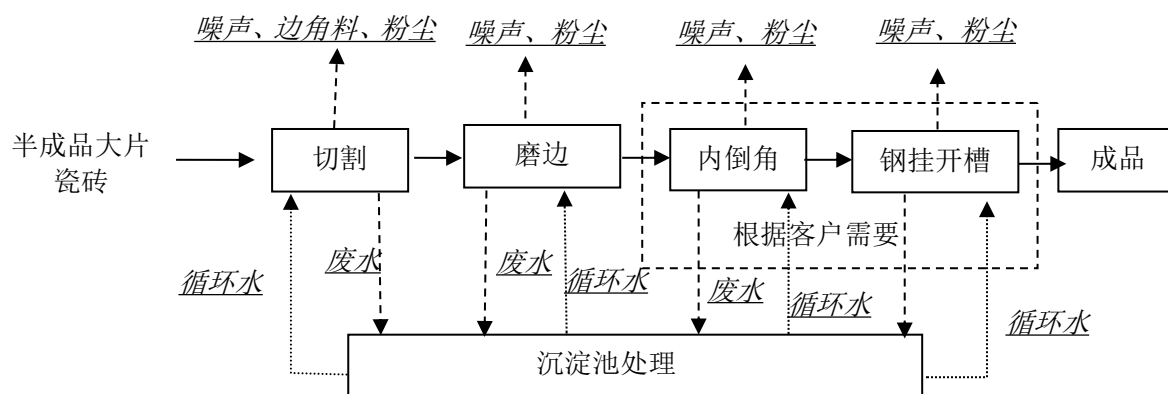 噪声、边角料、粉尘
噪声、粉尘
噪声、粉尘
噪声、粉尘
半成品大片
瓷砖
切割
磨边
内倒角
钢挂开槽
成品
根据客户需要
循环水
废水
废水
循环水
废水
循环水
循环水
沉淀池处理